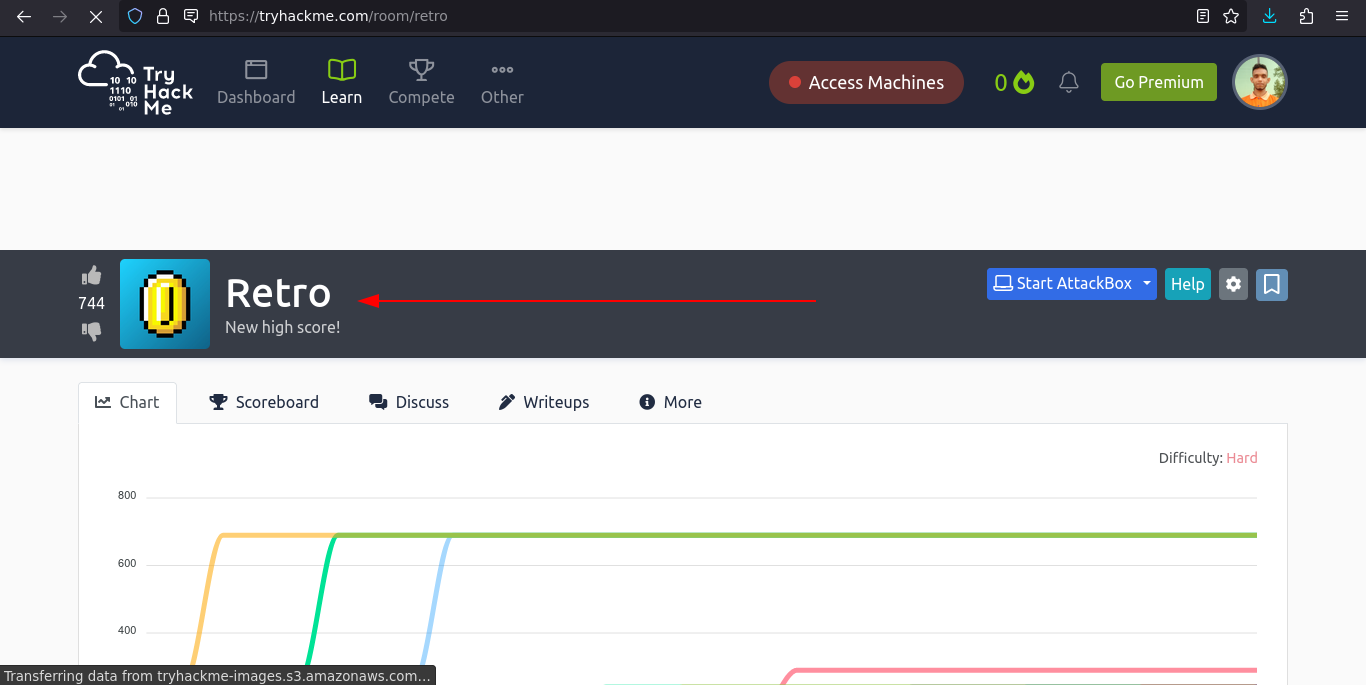 https://tryhackme.com/room/retro
10 10
1110
0101 01
01 010
01
Try
Hack
Me
Dashboard
Learn
Compete
Other
Access Machines
0
Go Premium
744
Retro
New high score!
Start AttackBox
Help
Chart
Scoreboard
Discuss
Writeups
More
Difficulty: Hard
800
600
400
Transferring data from tryhackme-images.s3.amazonaws.com…